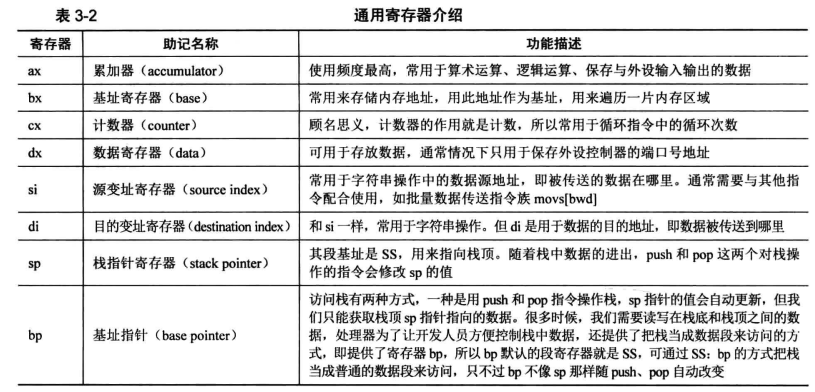 表 3-2 通用寄存器介绍
寄存器 助记名称 功能描述
ax 累加器（accumulator） 使用频度最高，常用于算术运算、逻辑运算、保存与外设输入输出的数据
bx 基址寄存器（base） 常用来存储内存地址，用此地址作为基址，用来遍历一片内存区域
cx 计数器（counter） 顾名思义，计数器的作用就是计数，所以常用于循环指令中的循环次数
dx 数据寄存器（data） 可用于存放数据，通常情况下只用于保存外设控制器的端口号地址
si 源变址寄存器（source index） 常用于字符串操作中的数据源地址，即被传送的数据在哪里。通常需要与其他指
令配合使用，如批量数据传送指令族 movs[bwd]
di 目的变址寄存器（destination index） 和 si 一样，常用于字符串操作。但 di 是用于数据的目的地址，即数据被传送到哪里
sp 栈指针寄存器（stack pointer） 其段基址是 SS，用来指向栈顶。随着栈中数据的进出，push 和 pop 这两个对栈操
作的指令会修改 sp 的值
bp 基址指针（base pointer） 访问栈有两种方式，一种是用 push 和 pop 指令操作栈，sp 指针的值会自动更新，但我
们只能获取栈顶 sp 指针指向的数据。很多时候，我们需要读写在栈底和栈顶之间的数
据，处理器为了让开发人员方便控制栈中数据，还提供了把栈当成数据段来访问的方
式，即提供了寄存器 bp，所以 bp 默认的段寄存器就是 SS，可通过 SS：bp 的方式把栈
当成普通的数据段来访问，只不过 bp 不像 sp 那样随 push、pop 自动改变